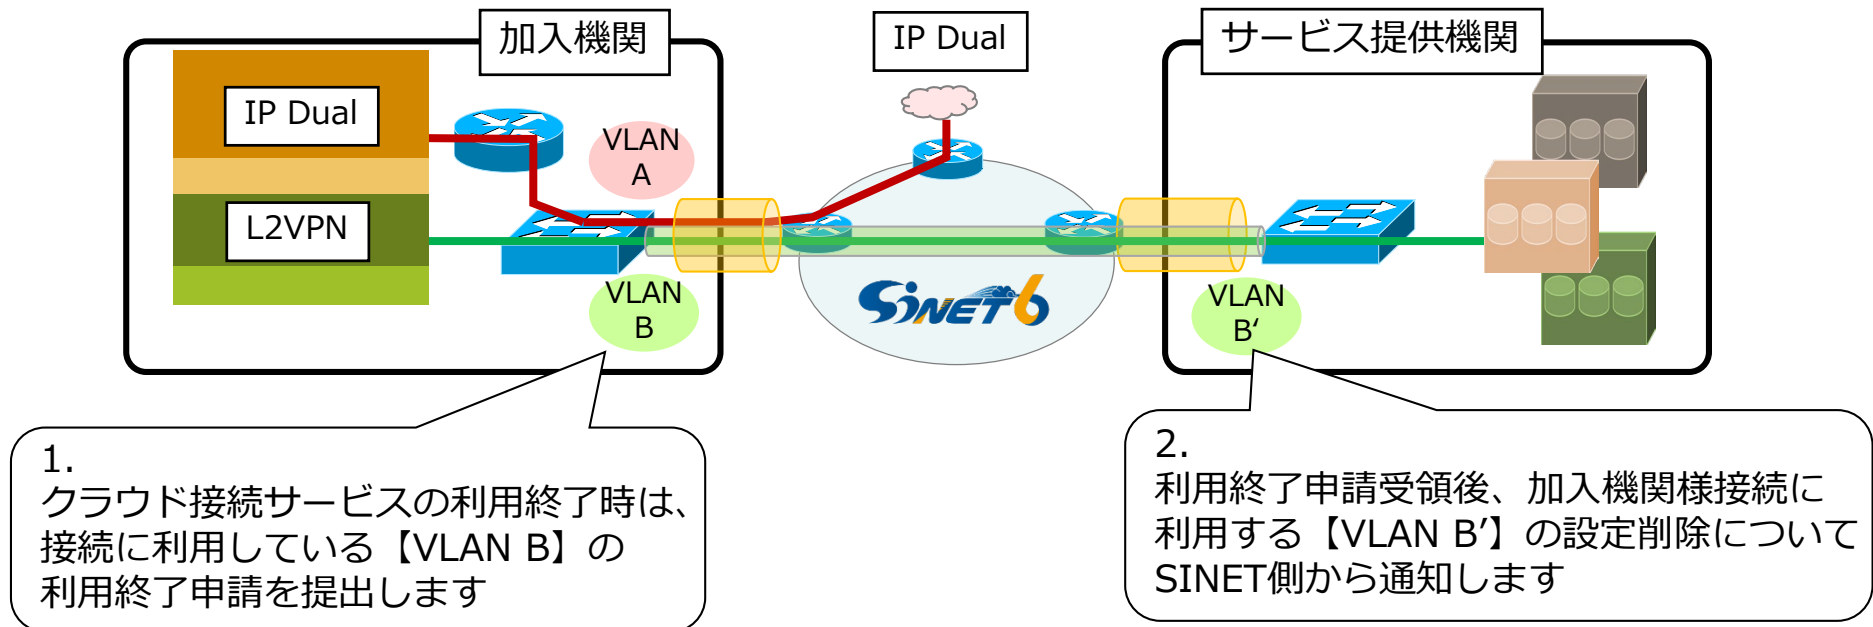 加入機関
IP Dual
サービス提供機関
IP Dual
VLAN
A
L2VPN
VLAN
B
SINET6
VLAN
B‘
1.
クラウド接続サービスの利用終了時は、
接続に利用している【VLAN B】の
利用終了申請を提出します
2.
利用終了申請受領後、加入機関様接続に
利用する【VLAN B’】の設定削除について
SINET側から通知します